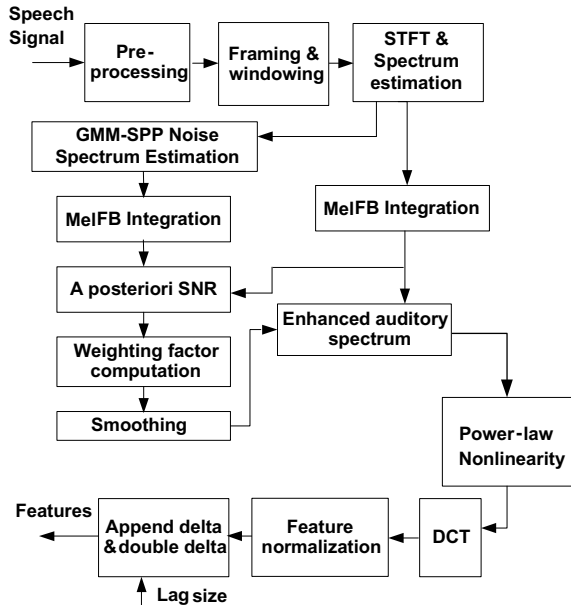 Speech
Signal
Pre-
processing
Framing &
windowing
STFT &
Spectrum
estimation
GMM-SPP Noise
Spectrum Estimation
MelFB Integration
MelFB Integration
A posteriori SNR
Enhanced auditory
spectrum
Weighting factor
computation
Smoothing
Power-law
Nonlinearity
Features
Append delta
& double delta
Feature
normalization
DCT
Lag size